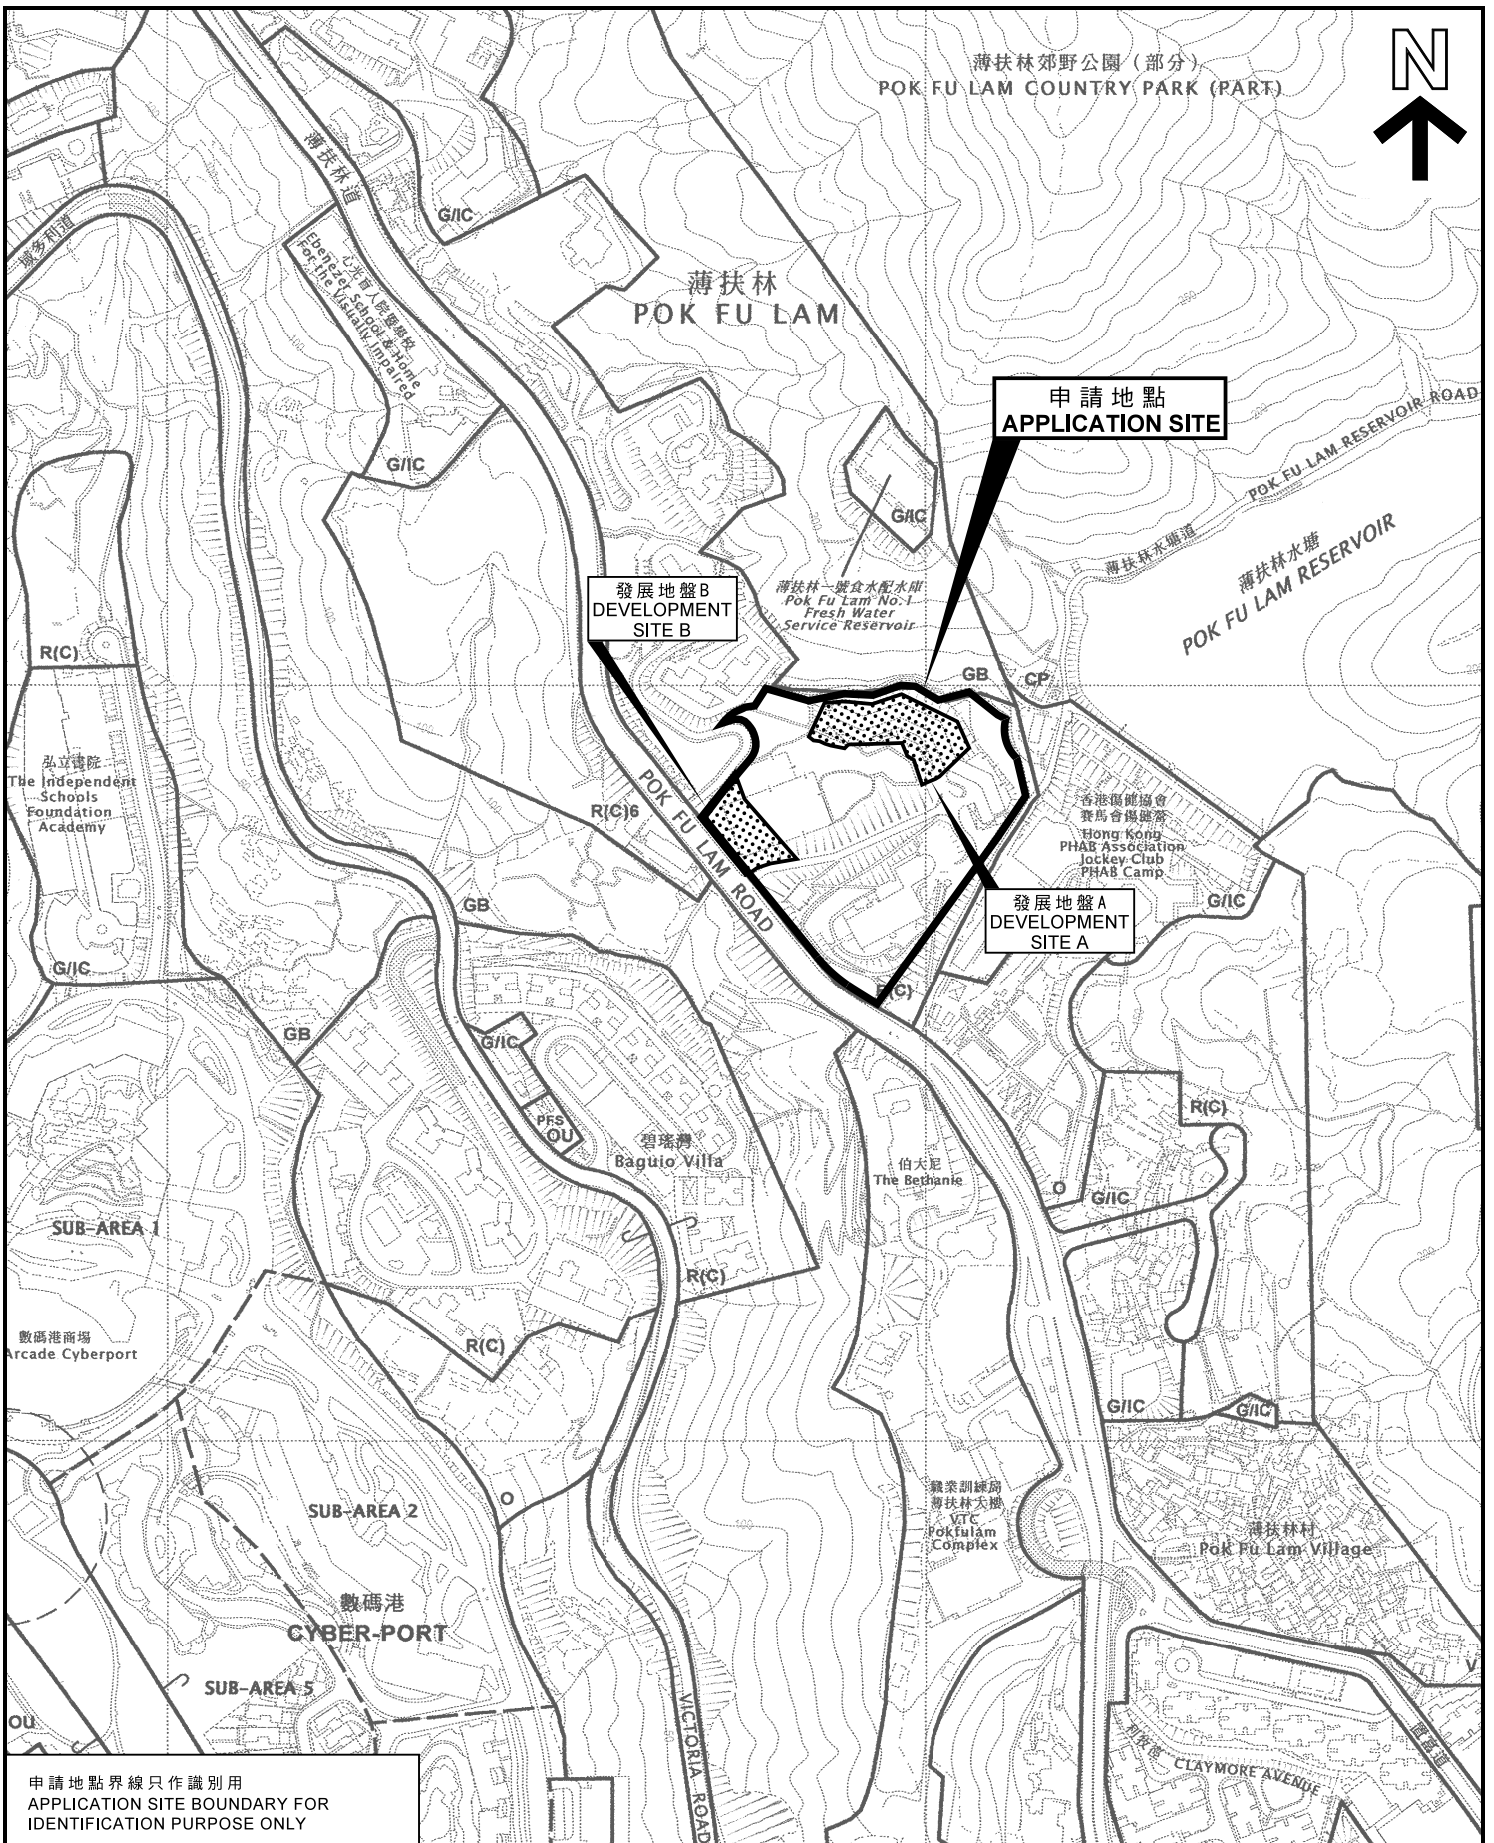 薄扶林郊野公園（部分）
POK FU LAM COUNTRY PARK (PART)
N
薄扶林道
G/IC
域多利道
心光盲人院暨學校
Ebenezer School & Home
For the Visually Impaired
薄扶林
POK FU LAM
申請地點
APPLICATION SITE
POK FU LAM RESERVOIR ROAD
G/IC
G/IC
薄扶林水塘道
薄扶林水塘
POK FU LAM RESERVOIR
發展地盤B
DEVELOPMENT
SITE B
薄扶林一號食水配水庫
Pok Fu Lam No.1
Fresh Water
Service Reservoir
R(C)
GB
CP
弘立書院
The Independent
Schools
Foundation
Academy
R(C)6
POK FU LAM ROAD
香港傷健協會
賽馬會傷健營
Hong Kong
PHAB Association
Jockey Club
PHAB Camp
發展地盤A
DEVELOPMENT
SITE A
G/IC
GB
G/IC
R(C)
GB
G/IC
PFS
OU
碧瑤灣
Baguio Villa
R(C)
伯大尼
The Bethanie
O
G/IC
SUB-AREA 1
R(C)
數碼港商場
Arcade Cyberport
R(C)
G/IC
G/IC
O
SUB-AREA 2
職業訓練局
薄扶林大樓
VTC
Pokfulam
Complex
薄扶林村
Pok Fu Lam Village
數碼港
CYBER-PORT
SUB-AREA 5
VICTORIA ROAD
V
OU
置富道
CLAYMORE AVENUE
申請地點界線只作識別用
APPLICATION SITE BOUNDARY FOR
IDENTIFICATION PURPOSE ONLY